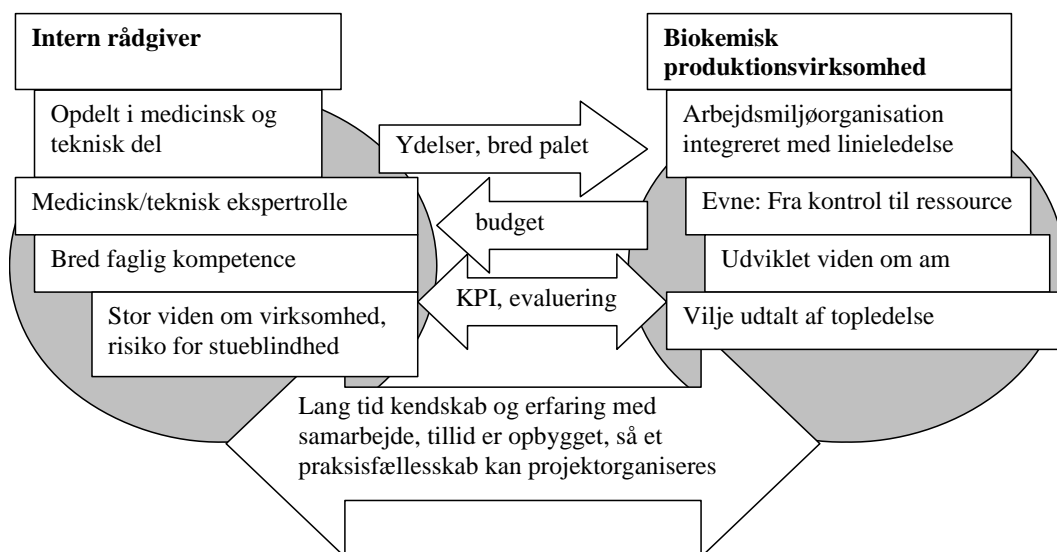 Intern rådgiver
Opdelt i medicinsk og
teknisk del
Medicinsk/teknisk ekspertrolle
Bred faglig kompetence
Stor viden om virksomhed,
risiko for stueblindhed
Ydelser, bred palet
budget
KPI, evaluering
Biokemisk
produktionsvirksomhed
Arbejdsmiljøorganisation
integreret med linieledelse
Evne: Fra kontrol til ressource
Udviklet viden om am
Vilje udtalt af topledelse
Lang tid kendskab og erfaring med
samarbejde, tillid er opbygget, så et
praksisfællesskab kan projektorganiseres